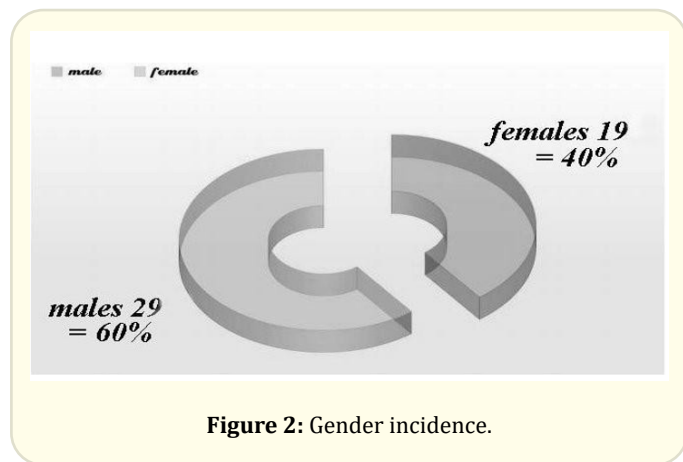 male female
females 19
= 40%
males 29
= 60%
Figure 2: Gender incidence.